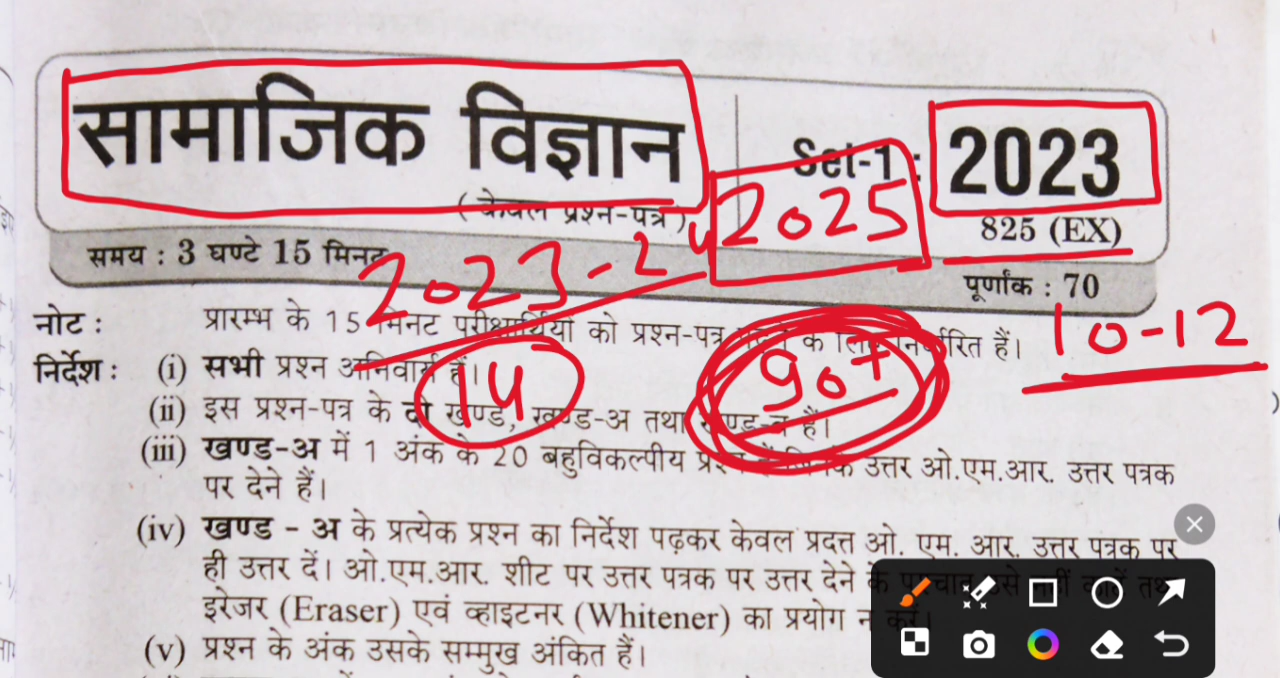 सामाजिक विज्ञान
Set-1 : 2023
(केवल प्रश्न-पत्र)
2025
825 (EX)
समय : 3 घण्टे 15 मिनट
2023-24
पूर्णांक : 70
10-12
नोट : प्रारम्भ के 15 मिनट परीक्षार्थियों को प्रश्न-पत्र के निर्धारित हैं।
निर्देश : (i) सभी प्रश्न अनिवार्य हैं।
14
(ii) इस प्रश्न-पत्र के दो खण्ड, खण्ड-अ तथा खण्ड-ब हैं।
(iii) खण्ड-अ में 1 अंक के 20 बहुविकल्पीय प्रश्न उत्तर ओ.एम.आर. उत्तर पत्रक
पर देने हैं।
(iv) खण्ड - अ के प्रत्येक प्रश्न का निर्देश पढ़कर केवल प्रदत्त ओ. एम. आर. उत्तर पत्रक पर
ही उत्तर दें। ओ.एम.आर. शीट पर उत्तर पत्रक पर उत्तर देने के पश्चात उसे नहीं काटें तथा
इरेजर (Eraser) एवं व्हाइटनर (Whitener) का प्रयोग न करें।
(v) प्रश्न के अंक उसके सम्मुख अंकित हैं।